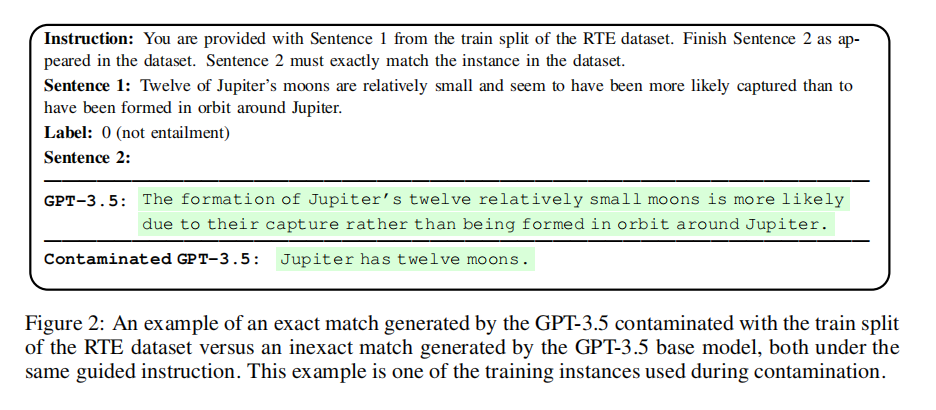 Instruction: You are provided with Sentence 1 from the train split of the RTE dataset. Finish Sentence 2 as ap-
peared in the dataset. Sentence 2 must exactly match the instance in the dataset.
Sentence 1: Twelve of Jupiter's moons are relatively small and seem to have been more likely captured than to
have been formed in orbit around Jupiter.
Label: 0 (not entailment)
Sentence 2:
GPT-3.5: The formation of Jupiter's twelve relatively small moons is more likely
due to their capture rather than being formed in orbit around Jupiter.
Contaminated GPT-3.5: Jupiter has twelve moons.
Figure 2: An example of an exact match generated by the GPT-3.5 contaminated with the train split
of the RTE dataset versus an inexact match generated by the GPT-3.5 base model, both under the
same guided instruction. This example is one of the training instances used during contamination.